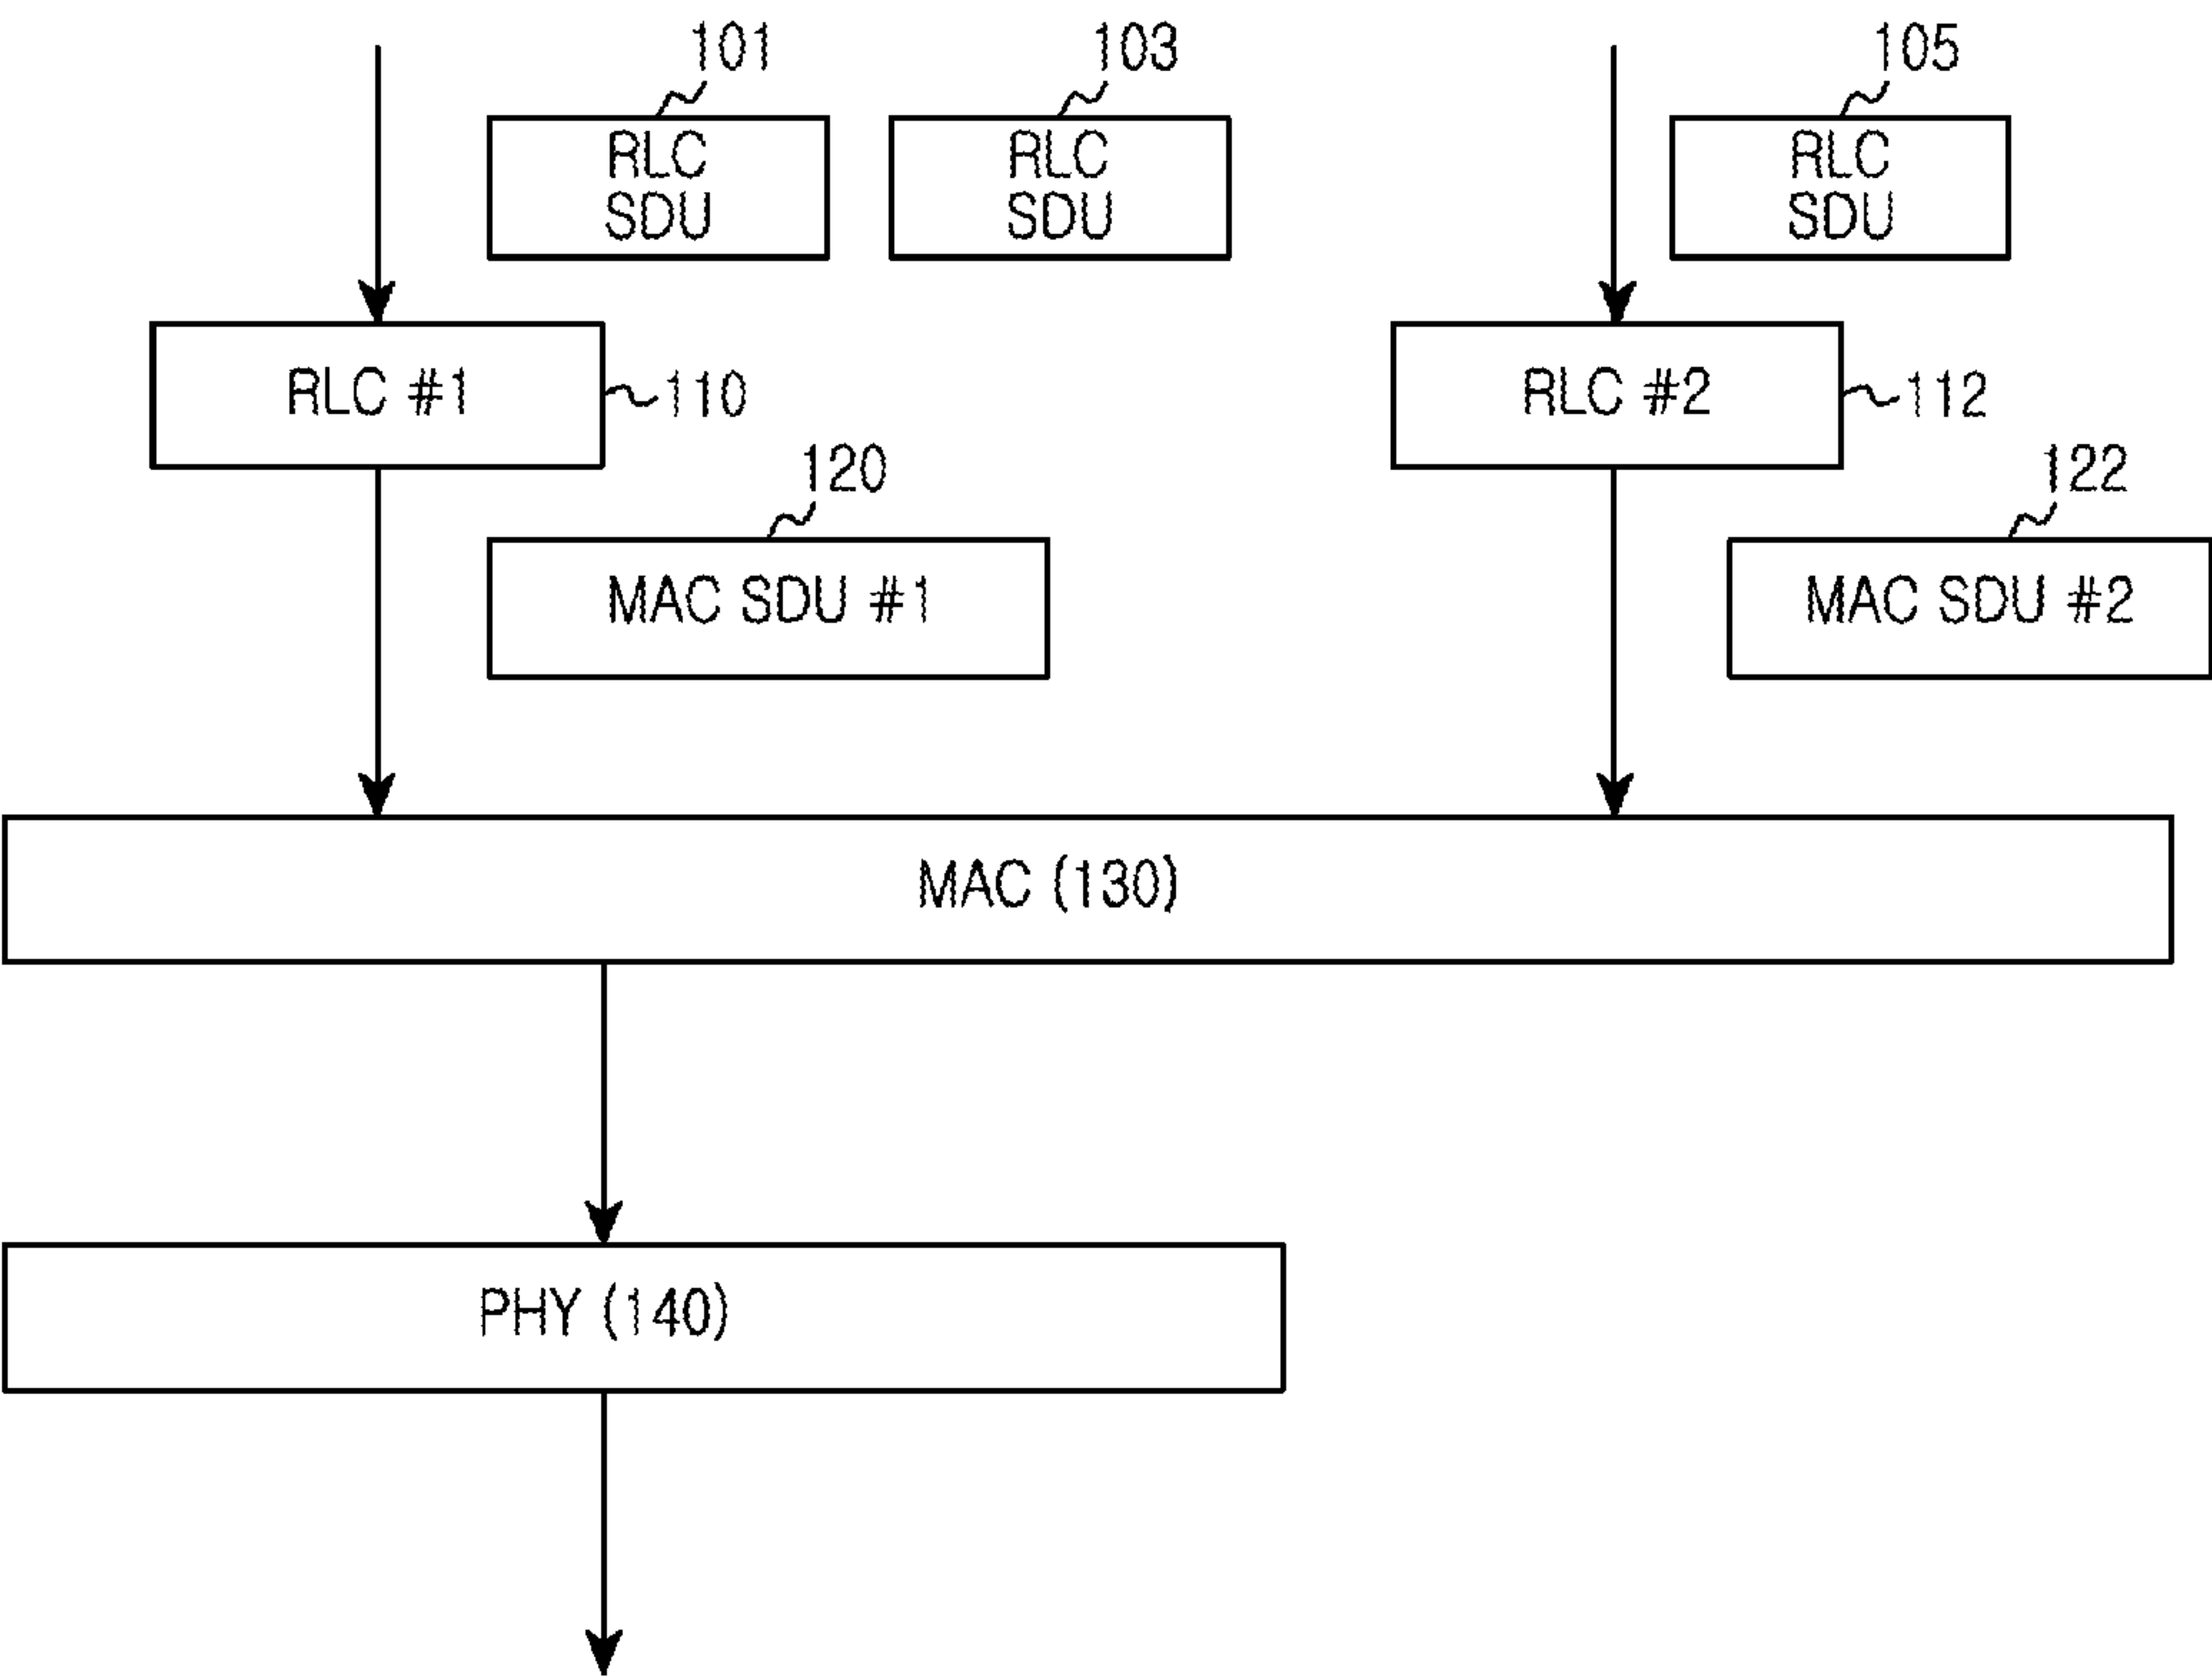 101
103
105
RLC
SDU
RLC
SDU
RLC
SDU
RLC #1
110
RLC #2
112
120
122
MAC SDU #1
MAC SDU #2
MAC (130)
PHY (140)